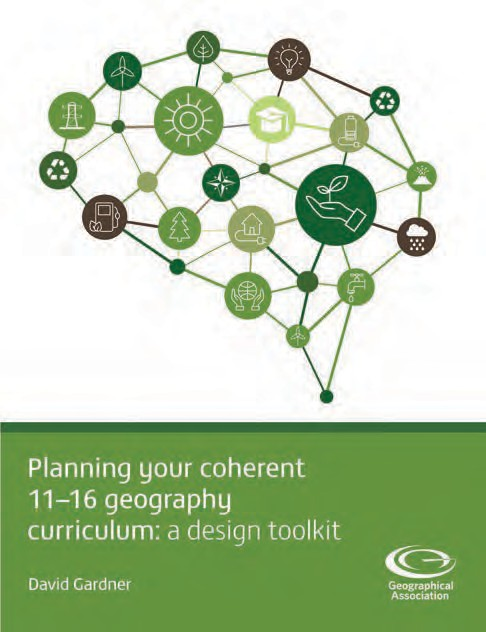 Planning your coherent
11–16 geography
curriculum: a design toolkit
David Gardner
Geographical
Association